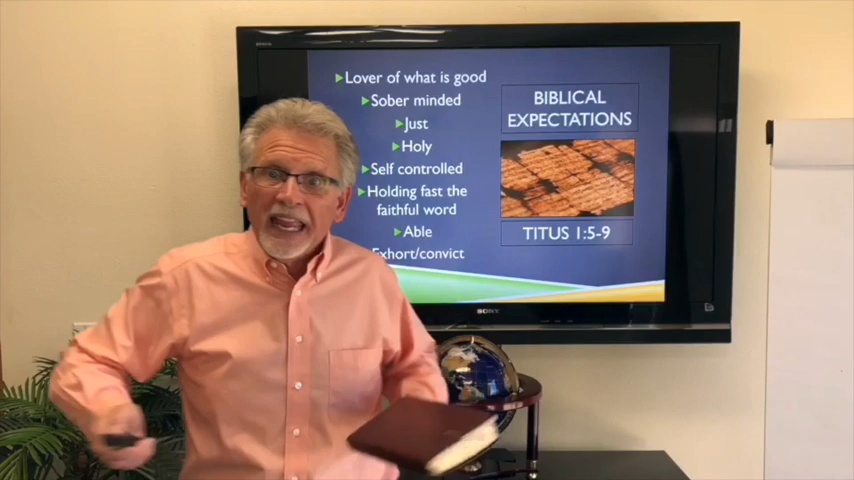 Lover of what is good
Sober minded
Just
Holy
Self controlled
Holding fast the
faithful word
Able
Exhort/convict
BIBLICAL
EXPECTATIONS
TITUS 1:5-9
SONY